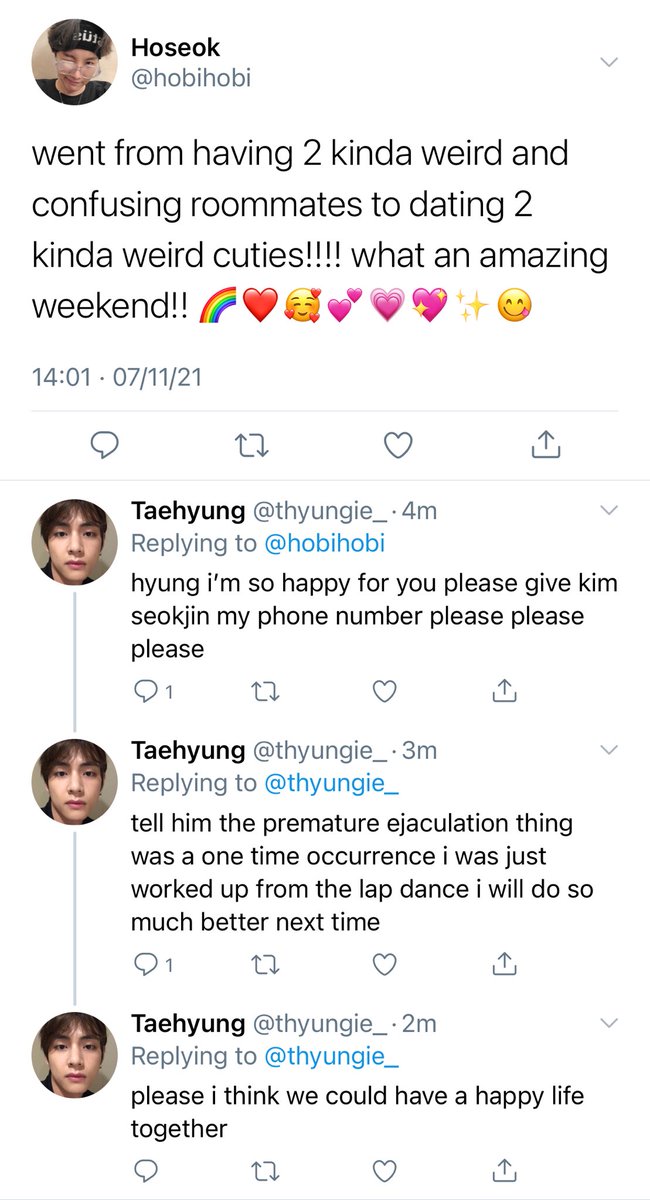 Hoseok
@hobihobi
went from having 2 kinda weird and
confusing roommates to dating 2
kinda weird cuties!!!! what an amazing
weekend!! 🌈❤️🥰💕💗💖✨😋
14:01 · 07/11/21
Taehyung @thyungie_ · 4m
Replying to @hobihobi
hyung i’m so happy for you please give kim
seokjin my phone number please please
please
1
Taehyung @thyungie_ · 3m
Replying to @thyungie_
tell him the premature ejaculation thing
was a one time occurrence i was just
worked up from the lap dance i will do so
much better next time
1
Taehyung @thyungie_ · 2m
Replying to @thyungie_
please i think we could have a happy life
together